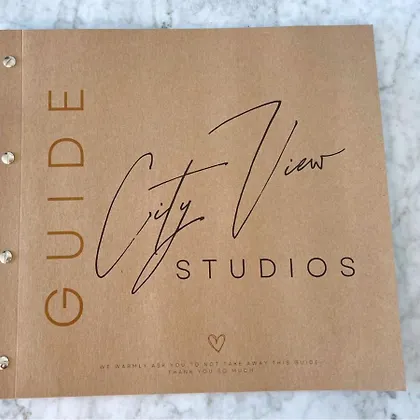 GUIDE
City View
STUDIOS
WE WARMLY ASK YOU TO NOT TAKE AWAY THIS GUIDE.
THANK YOU SO MUCH